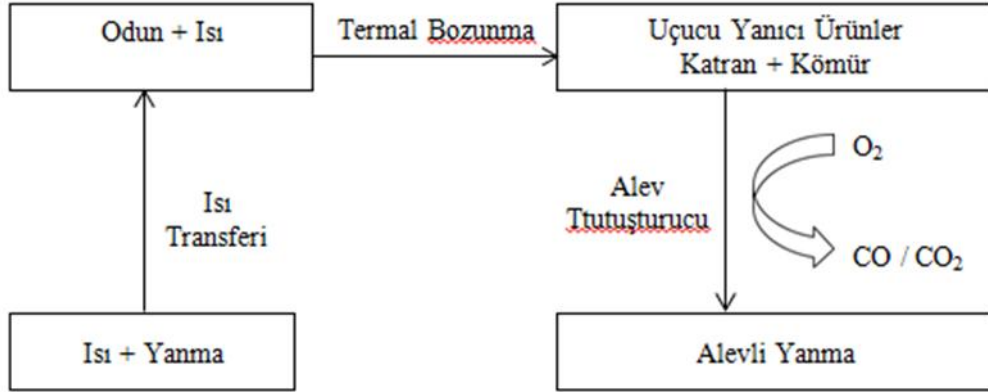 Odun + Isı
Termal Bozunma
Uçucu Yanıcı Ürünler
Katran + Kömür
Isı
Transferi
Alev
Ttutuşturucu
O₂
CO / CO₂
Isı + Yanma
Alevli Yanma